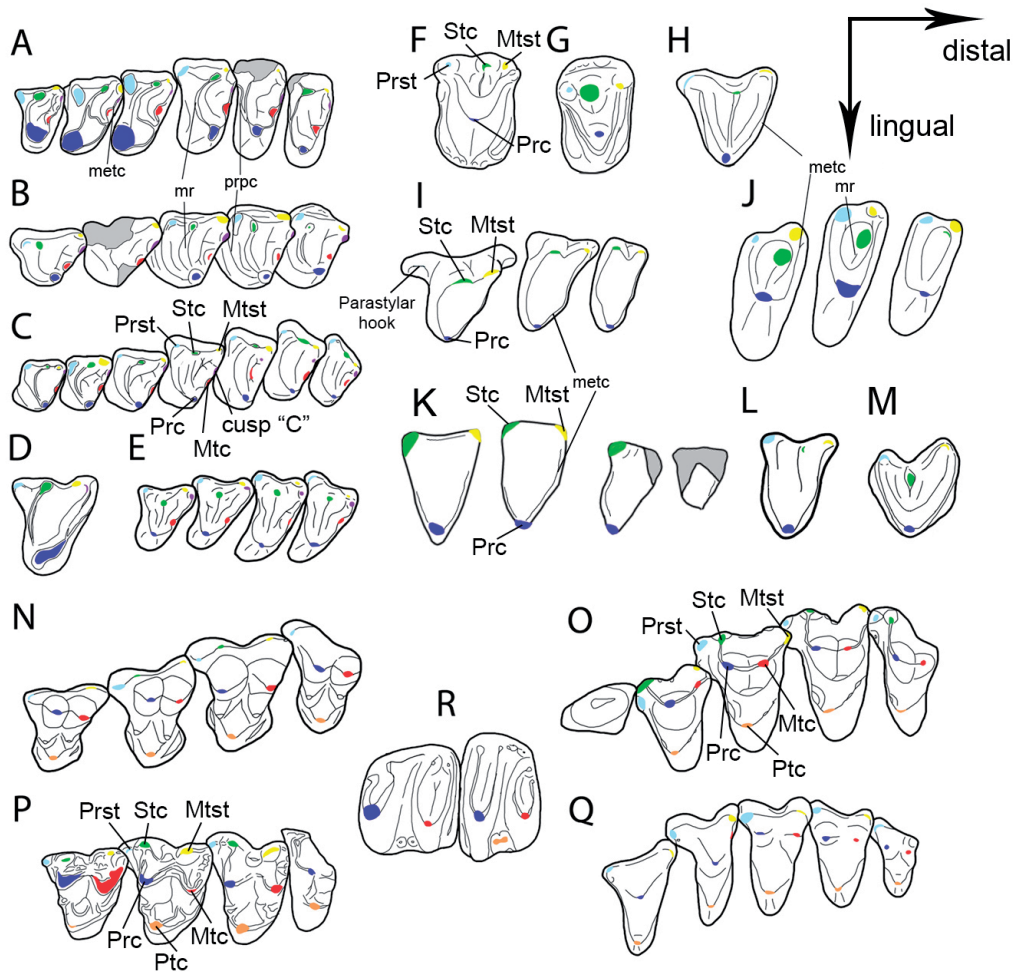 A
F
Stc
Mtst
G
H
distal
Prst
lingual
Prc
metc
metc
mr
prpc
mr
B
I
J
Stc
Mtst
Parastylar
hook
Prc
C
Prst
Stc
Mtst
metc
Prc
cusp “C”
Mtc
K
Stc
Mtst
L
M
D
E
Prc
N
O
Stc
Mtst
Prst
R
Mtc
Prc
Ptc
P
Prst
Stc
Mtst
Q
Prc
Mtc
Ptc